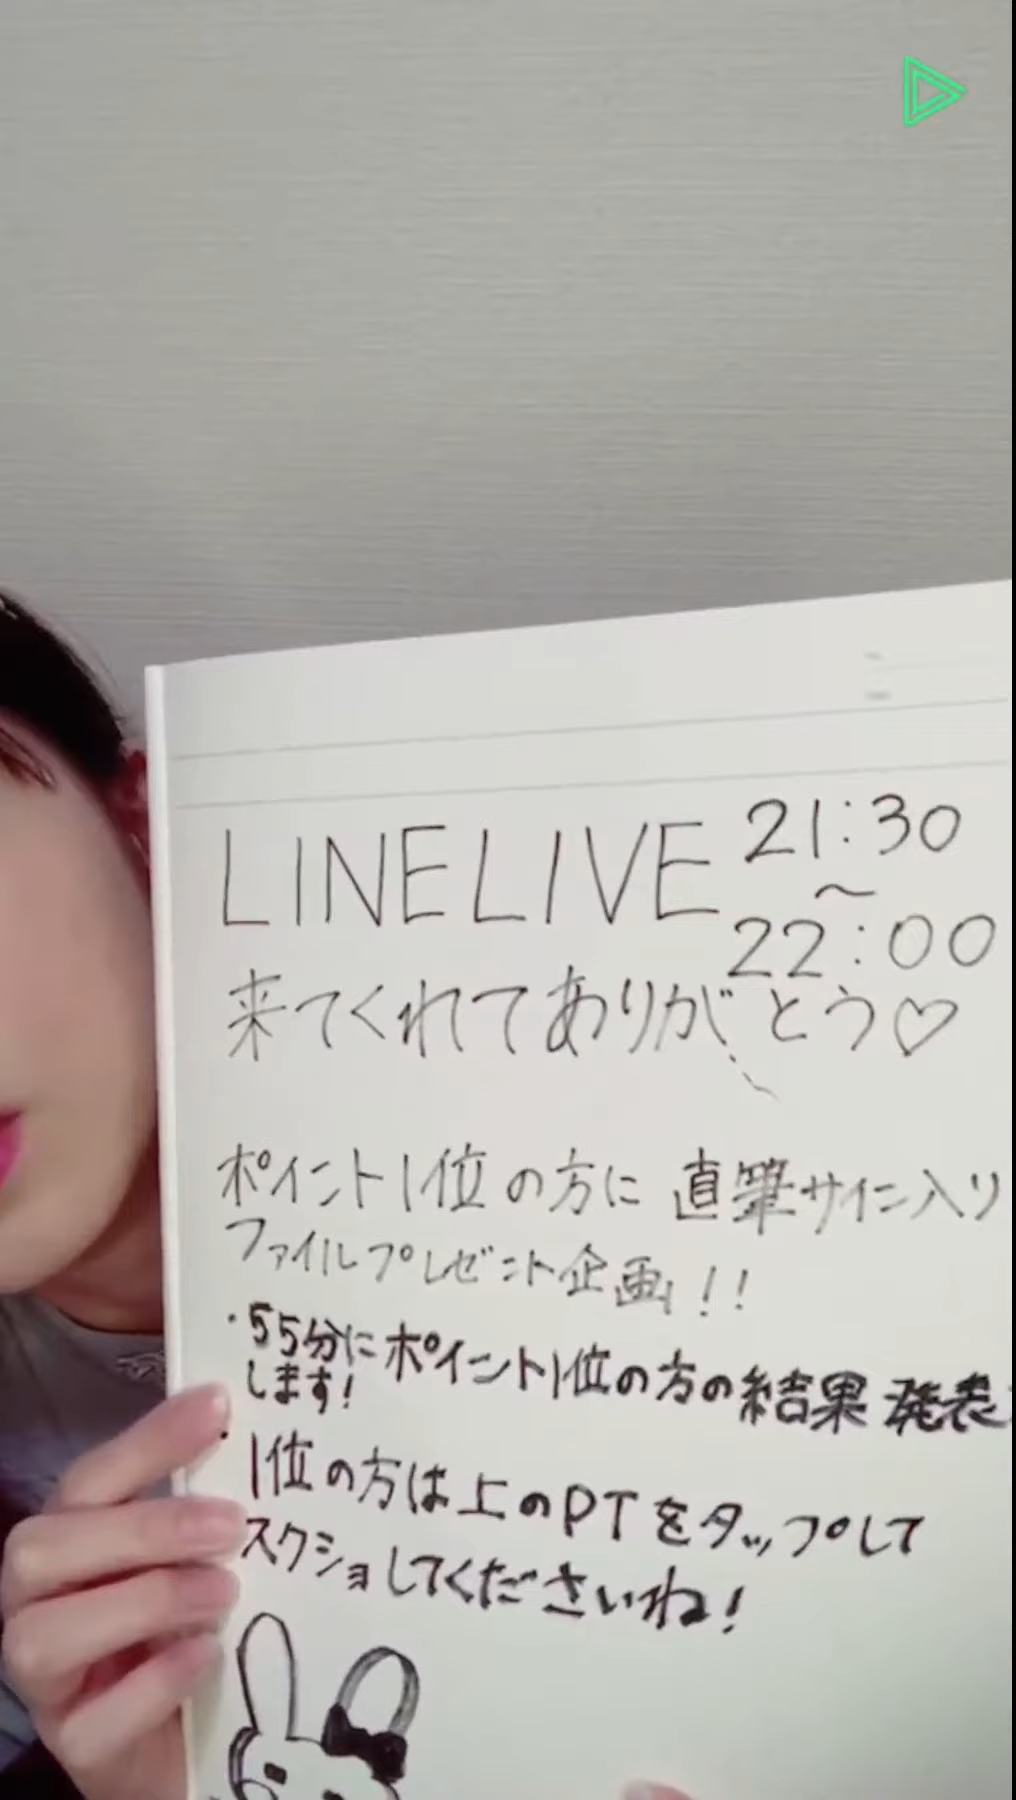 LINELIVE 21:30
～
22:00
来てくれてありがとう♡
ポイント1位の方に 直筆サイン入り
ファイルプレゼント企画!!
・55分にポイント1位の方の結果 発表
します!
・1位の方は上のPTをタップして
スクショしてくださいね!